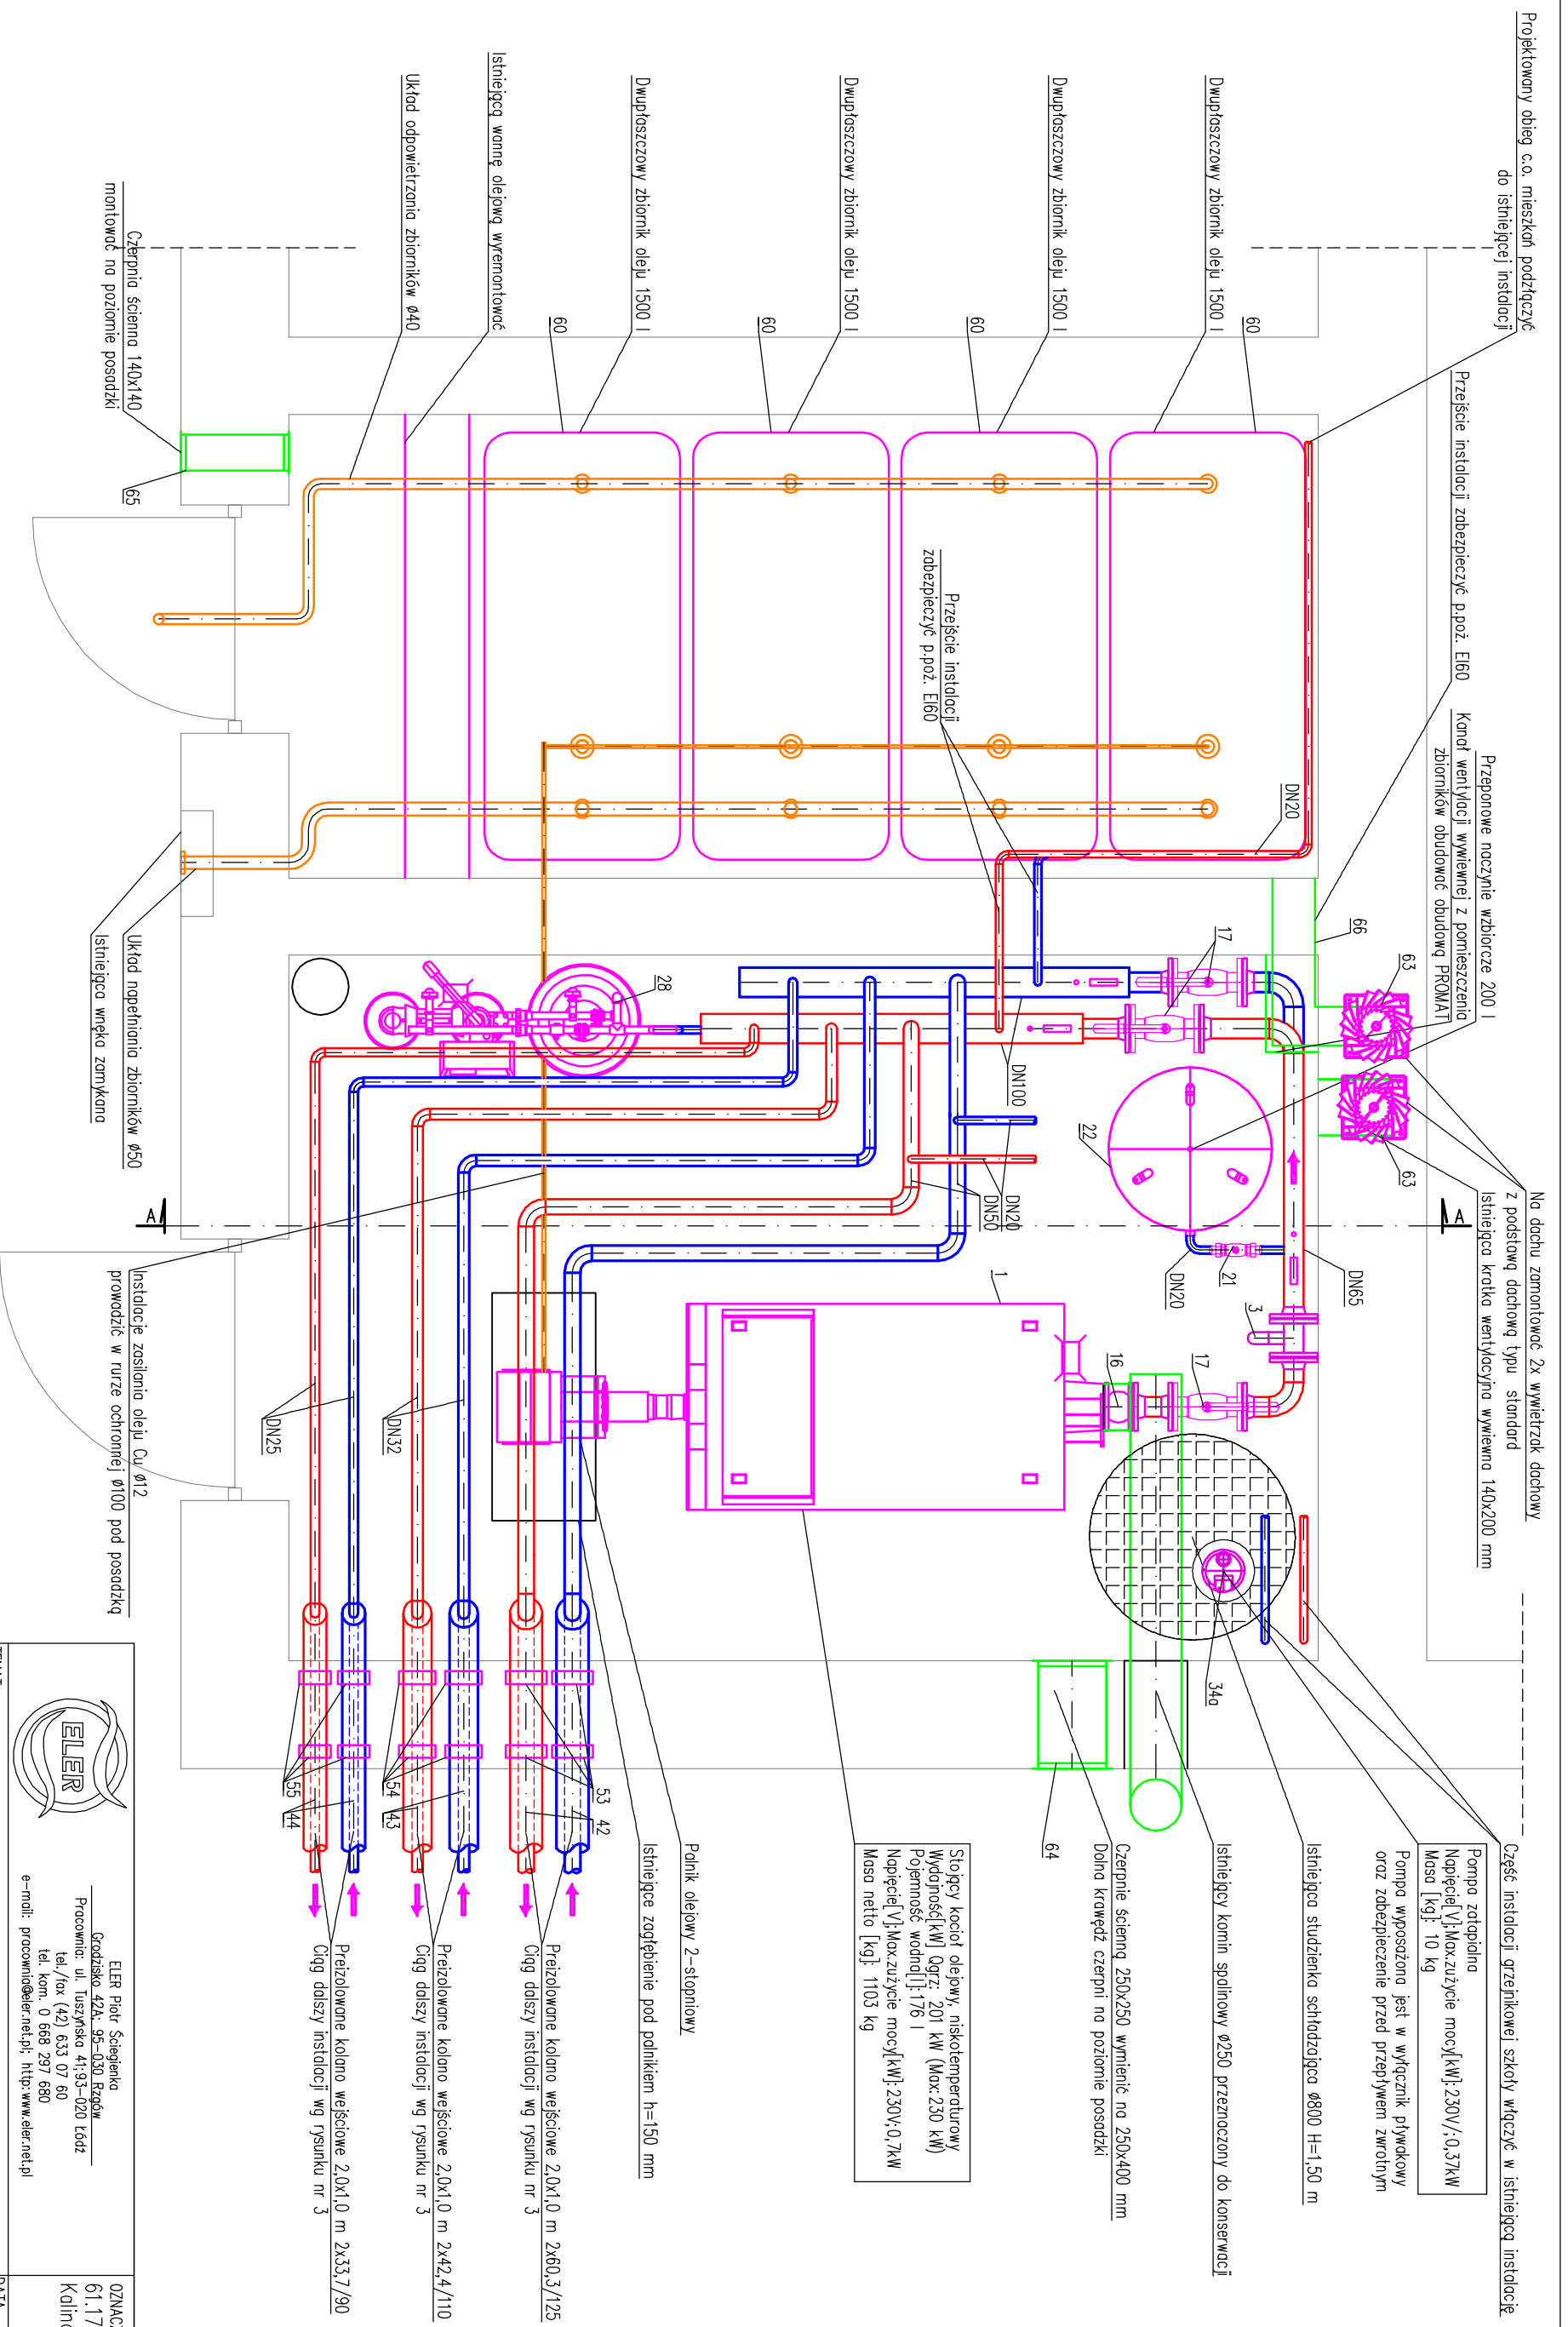 Projektowany obieg c.o. mieszkań podzłączyć
do istniejącej instalacji
Przejście instalacji zabezpieczyć p.poż. EI60
Przeponowe naczynie wzbiorcze 200 l
Kanał wentylacji wywiewnej z pomieszczenia
zbiorników obudować obudową PROMAT
Na dachu zamontować 2x wywietrzak dachowy
z podstawą dachową typu standard
Istniejąca kratka wentylacyjna wywiewna 140x200 mm
Część instalacji grzejnikowej szkoły włączyć w istniejącą instalację
Pompa zatapialna
Napięcie[V];Max.zużycie mocy[kW]:230V/;0,37kW
Masa [kg]: 10 kg
Pompa wyposażona jest w wyłącznik pływakowy
oraz zabezpieczenie przed przepływem zwrotnym
Istniejąca studzienka schładzająca ø800 H=1,50 m
Istniejący komin spalinowy ø250 przeznaczony do konserwacji
Czerpnie ścienną 250x250 wymienić na 250x400 mm
Dolna krawędź czerpni na poziomie posadzki
64
Stojący kocioł olejowy, niskotemperaturowy
Wydajność[kW] Qgrz: 201 kW (Max: 230 kW)
Pojemność wodna[l]:176 l
Napięcie[V];Max.zużycie mocy[kW]:230V;0,7kW
Masa netto [kg]: 1103 kg
Palnik olejowy 2-stopniowy
Istniejące zagłębienie pod palnikiem h=150 mm
Preizolowane kolano wejściowe 2,0x1,0 m 2x60,3/125
Ciąg dalszy instalacji wg rysunku nr 3
Preizolowane kolano wejściowe 2,0x1,0 m 2x42,4/110
Ciąg dalszy instalacji wg rysunku nr 3
Preizolowane kolano wejściowe 2,0x1,0 m 2x33,7/90
Ciąg dalszy instalacji wg rysunku nr 3
Dwupłaszczowy zbiornik oleju 1500 l
60
Dwupłaszczowy zbiornik oleju 1500 l
60
Dwupłaszczowy zbiornik oleju 1500 l
60
Dwupłaszczowy zbiornik oleju 1500 l
60
Istniejącą wannę olejową wyremontować
Układ odpowietrzania zbiorników ø40
Czerpnia ścienna 140x140
montować na poziomie posadzki
65
Przejście instalacji
zabezpieczyć p.poż. EI60
DN20
66
63
63
17
28
DN100
22
DN20
DN50
21
DN20
DN65
3
1
16
17
34a
A
A
DN32
DN25
53
42
54
43
55
44
Układ napełniania zbiorników ø50
Istniejąca wnęka zamykana
Instalacje zasilania oleju Cu ø12
prowadzić w rurze ochronnej ø100 pod posadzką
ELER
ELER Piotr Ściegienka
Grodzisko 42A; 95-030 Rzgów
Pracownia: ul. Tuszyńska 41;93-020 Łódź
tel./fax (42) 633 07 60
tel. kom. 0 668 297 680
e-mail: pracownia@eler.net.pl; http:www.eler.net.pl
61.17